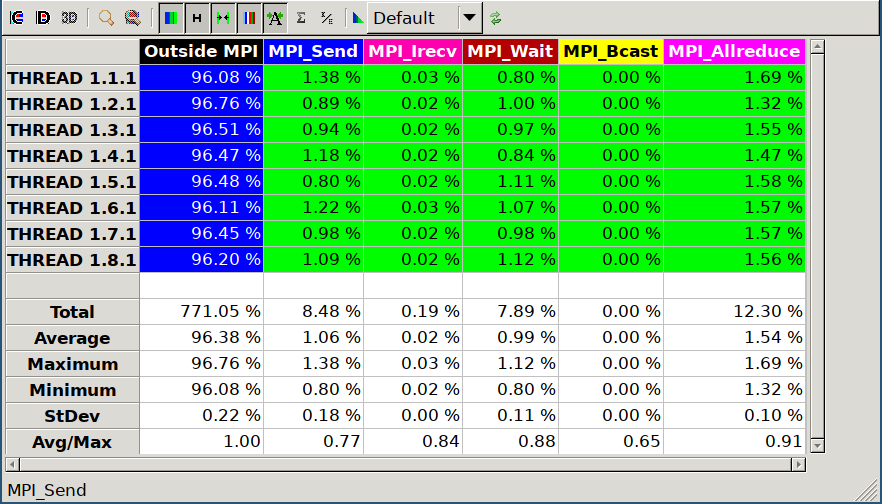 3D Σ Σ/Σ Default
Outside MPI MPI_Send MPI_Irecv MPI_Wait MPI_Bcast MPI_Allreduce
THREAD 1.1.1 96.08 % 1.38 % 0.03 % 0.80 % 0.00 % 1.69 %
THREAD 1.2.1 96.76 % 0.89 % 0.02 % 1.00 % 0.00 % 1.32 %
THREAD 1.3.1 96.51 % 0.94 % 0.02 % 0.97 % 0.00 % 1.55 %
THREAD 1.4.1 96.47 % 1.18 % 0.02 % 0.84 % 0.00 % 1.47 %
THREAD 1.5.1 96.48 % 0.80 % 0.02 % 1.11 % 0.00 % 1.58 %
THREAD 1.6.1 96.11 % 1.22 % 0.03 % 1.07 % 0.00 % 1.57 %
THREAD 1.7.1 96.45 % 0.98 % 0.02 % 0.98 % 0.00 % 1.57 %
THREAD 1.8.1 96.20 % 1.09 % 0.02 % 1.12 % 0.00 % 1.56 %
Total 771.05 % 8.48 % 0.19 % 7.89 % 0.00 % 12.30 %
Average 96.38 % 1.06 % 0.02 % 0.99 % 0.00 % 1.54 %
Maximum 96.76 % 1.38 % 0.03 % 1.12 % 0.00 % 1.69 %
Minimum 96.08 % 0.80 % 0.02 % 0.80 % 0.00 % 1.32 %
StDev 0.22 % 0.18 % 0.00 % 0.11 % 0.00 % 0.10 %
Avg/Max 1.00 0.77 0.84 0.88 0.65 0.91
MPI_Send